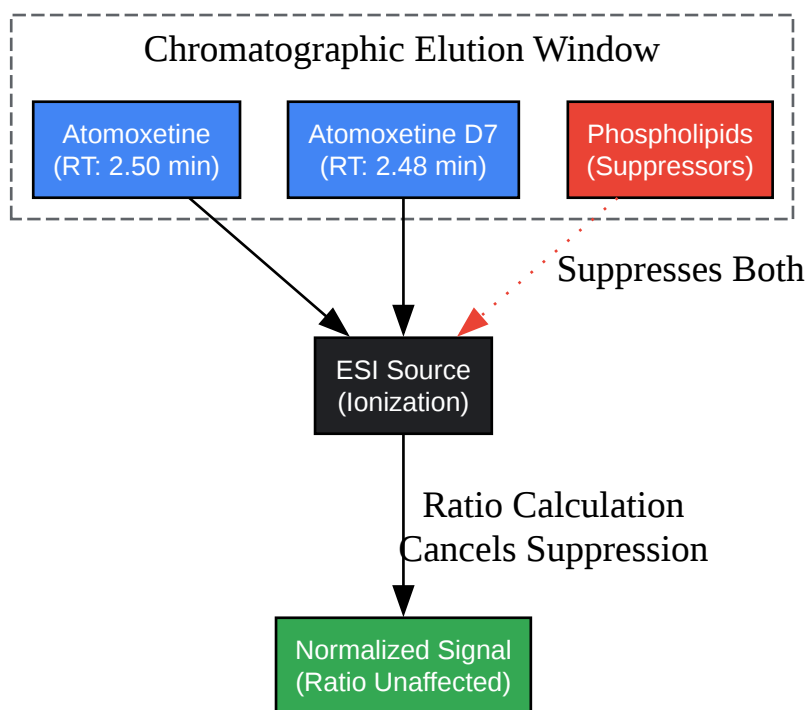 Chromatographic Elution Window
Atomoxetine
(RT: 2.50 min)
Atomoxetine D7
(RT: 2.48 min)
Phospholipids
(Suppressors)
Suppresses Both
ESI Source
(Ionization)
Ratio Calculation
Cancels Suppression
Normalized Signal
(Ratio Unaffected)